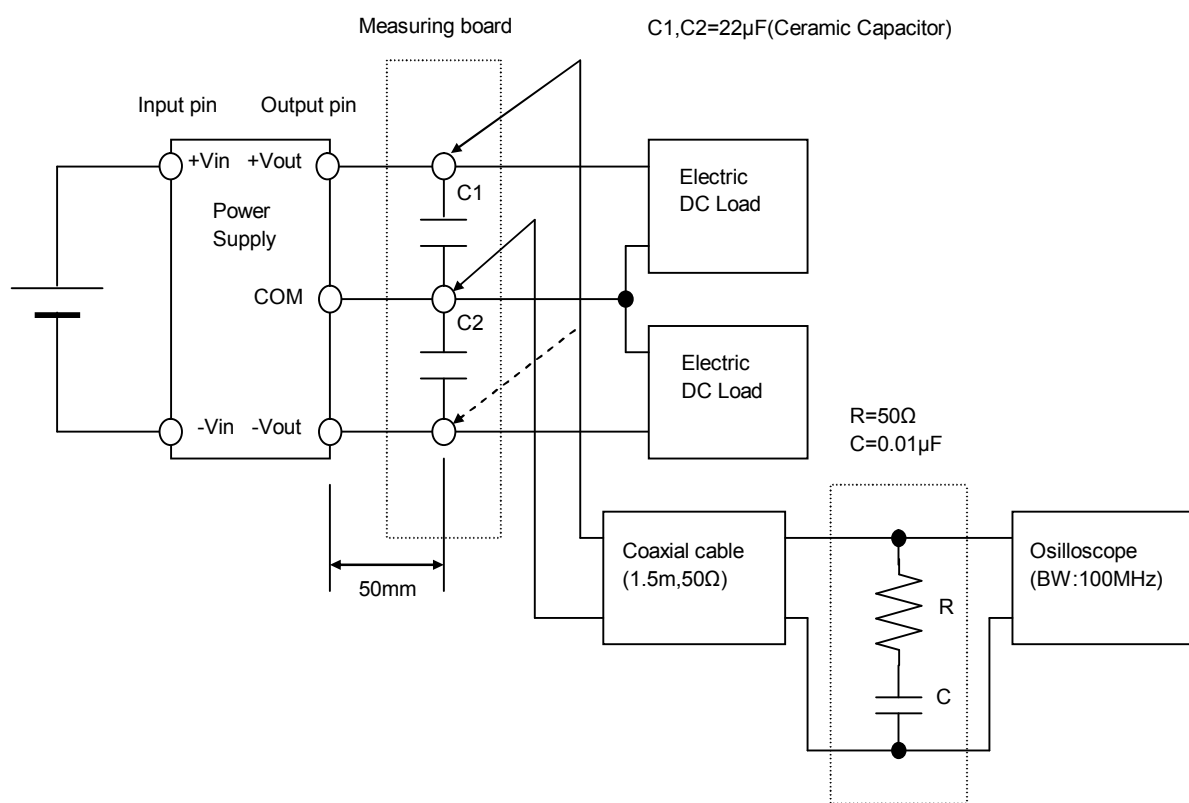 Measuring board
C1,C2=22µF(Ceramic Capacitor)
Input pin
Output pin
+Vin
+Vout
C1
Electric
DC Load
Power
Supply
COM
C2
Electric
DC Load
-Vin
-Vout
R=50Ω
C=0.01µF
50mm
Coaxial cable
(1.5m,50Ω)
R
C
Osilloscope
(BW:100MHz)